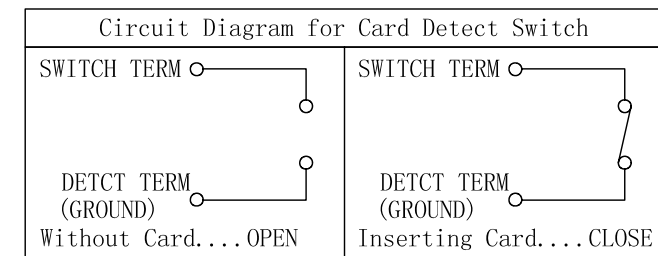 Circuit Diagram for Card Detect Switch
SWITCH TERM
DETCT TERM
(GROUND)
Without Card....OPEN
SWITCH TERM
DETCT TERM
(GROUND)
Inserting Card....CLOSE